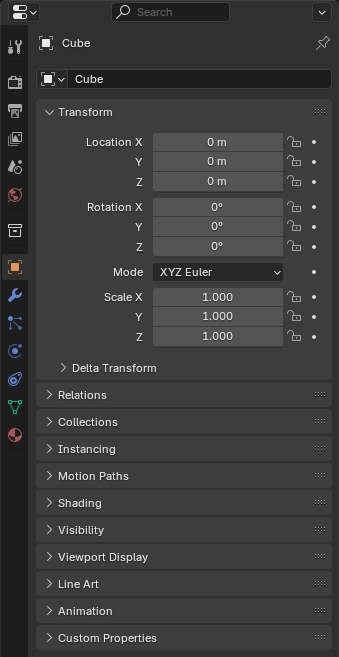 Search
Cube
Cube
Transform
Location X 0 m
Y 0 m
Z 0 m
Rotation X 0°
Y 0°
Z 0°
Mode XYZ Euler
Scale X 1.000
Y 1.000
Z 1.000
Delta Transform
Relations
Collections
Instancing
Motion Paths
Shading
Visibility
Viewport Display
Line Art
Animation
Custom Properties